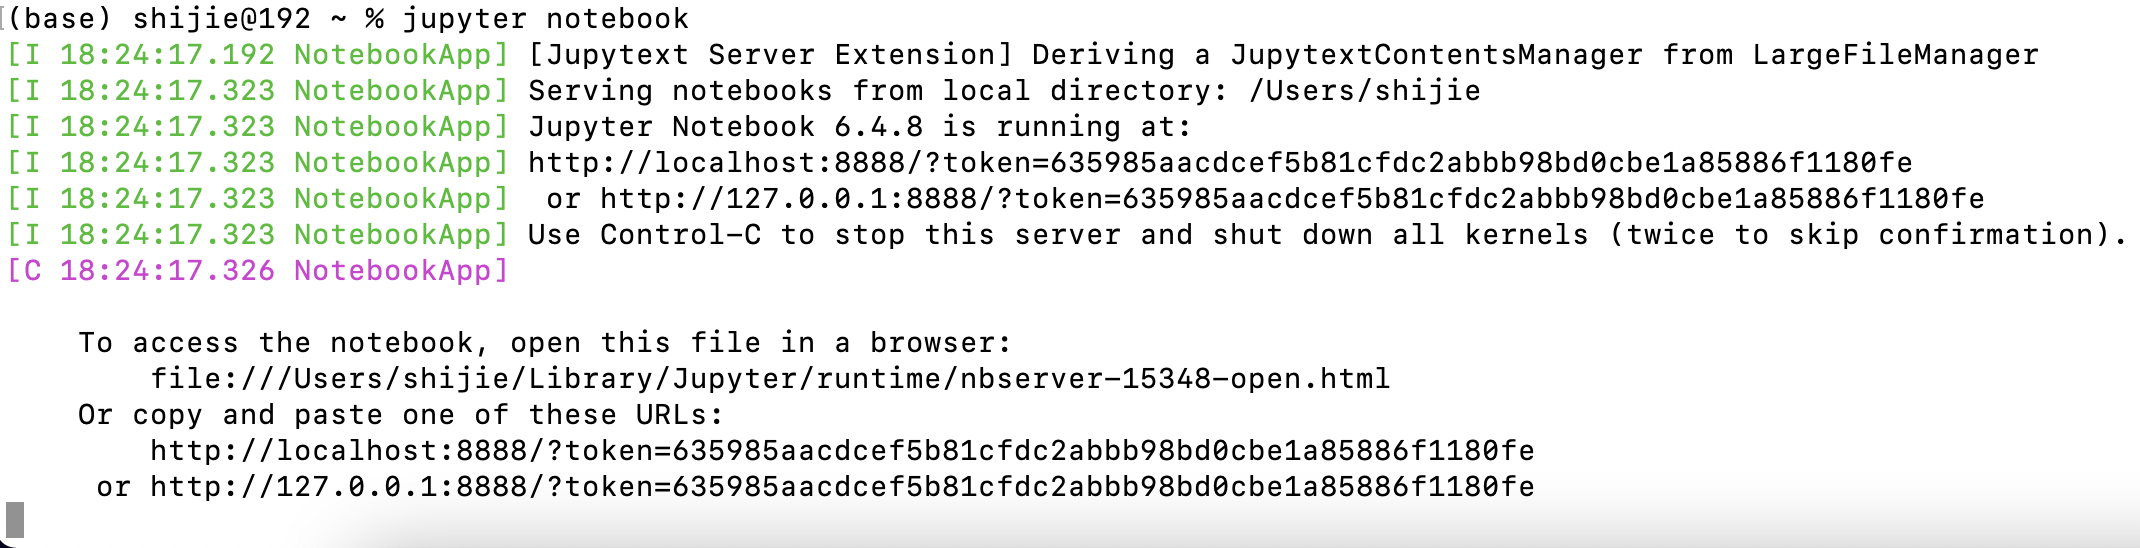 (base) shijie@192 ~ % jupyter notebook
[I 18:24:17.192 NotebookApp] [Jupytext Server Extension] Deriving a JupytextContentsManager from LargeFileManager
[I 18:24:17.323 NotebookApp] Serving notebooks from local directory: /Users/shijie
[I 18:24:17.323 NotebookApp] Jupyter Notebook 6.4.8 is running at:
[I 18:24:17.323 NotebookApp] http://localhost:8888/?token=635985aacdcef5b81cfdc2abbb98bd0cbe1a85886f1180fe
[I 18:24:17.323 NotebookApp]  or http://127.0.0.1:8888/?token=635985aacdcef5b81cfdc2abbb98bd0cbe1a85886f1180fe
[I 18:24:17.323 NotebookApp] Use Control-C to stop this server and shut down all kernels (twice to skip confirmation).
[C 18:24:17.326 NotebookApp]
To access the notebook, open this file in a browser:
file:///Users/shijie/Library/Jupyter/runtime/nbserver-15348-open.html
Or copy and paste one of these URLs:
http://localhost:8888/?token=635985aacdcef5b81cfdc2abbb98bd0cbe1a85886f1180fe
or http://127.0.0.1:8888/?token=635985aacdcef5b81cfdc2abbb98bd0cbe1a85886f1180fe